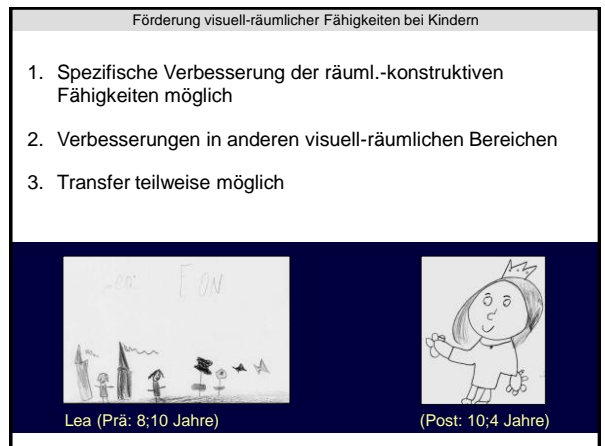 Förderung visuell-räumlicher Fähigkeiten bei Kindern
1. Spezifische Verbesserung der räuml.-konstruktiven
Fähigkeiten möglich
2. Verbesserungen in anderen visuell-räumlichen Bereichen
3. Transfer teilweise möglich
Lea (Prä: 8;10 Jahre)
(Post: 10;4 Jahre)